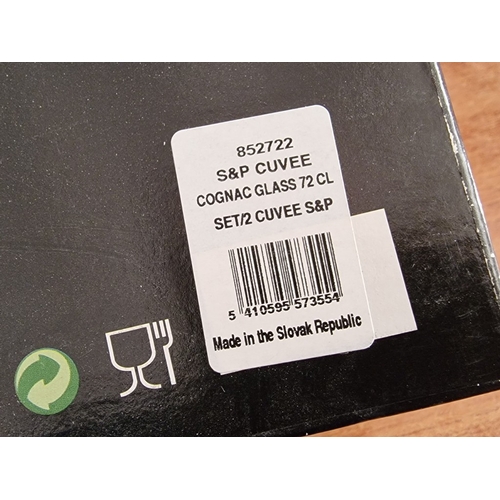 852722
S&P CUVEE
COGNAC GLASS 72 CL
SET/2 CUVEE S&P
5 410595 573554
Made in the Slovak Republic